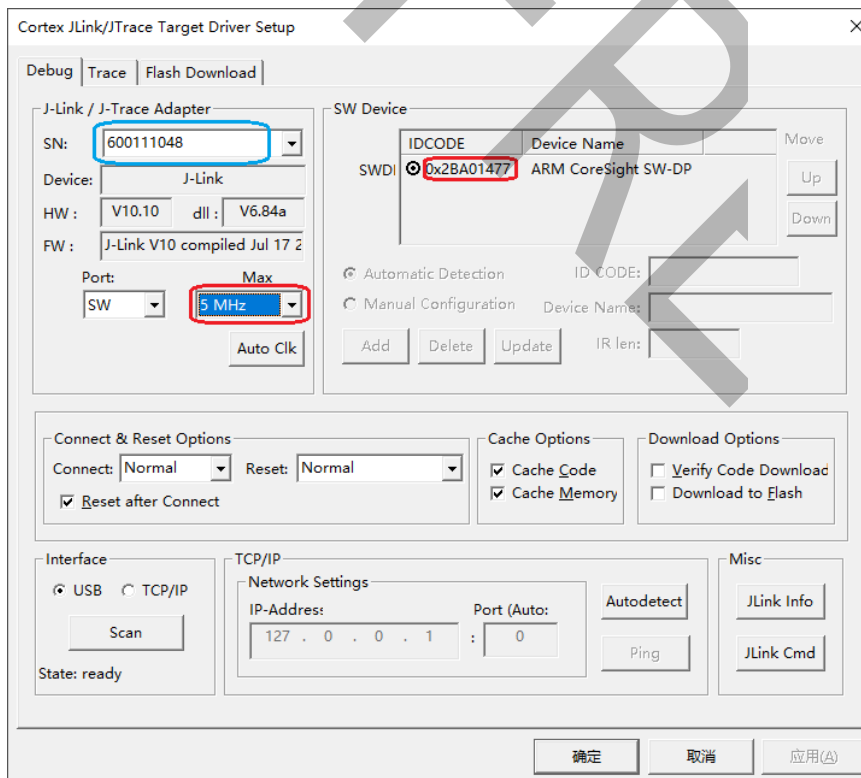 Cortex JLink/JTrace Target Driver Setup
Debug Trace Flash Download
J-Link / J-Trace Adapter
SN: 600111048
Device: J-Link
HW : V10.10 dll : V6.84a
FW : J-Link V10 compiled Jul 17 2
Port: Max
SW 5 MHz
Auto Clk
SW Device
IDCODE Device Name Move
SWDI 0x2BA01477 ARM CoreSight SW-DP Up
Down
Automatic Detection ID CODE:
Manual Configuration Device Name:
Add Delete Update IR len:
Connect & Reset Options
Connect: Normal Reset: Normal
Reset after Connect
Cache Options
Cache Code
Cache Memory
Download Options
Verify Code Download
Download to Flash
Interface
USB TCP/IP
Scan
State: ready
TCP/IP
Network Settings
IP-Address Port (Auto:
127 . 0 . 0 . 1 : 0
Autodetect
Ping
Misc
JLink Info
JLink Cmd
确定 取消 应用(A)